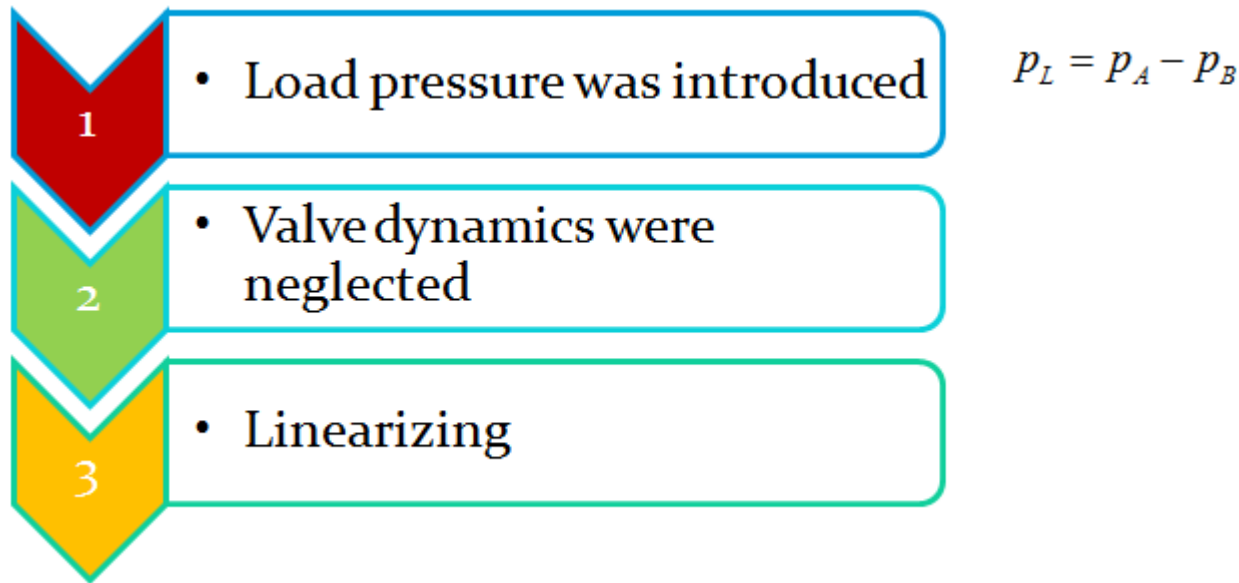 1
• Load pressure was introduced
p_L = p_A − p_B
2
• Valve dynamics were
neglected
3
• Linearizing